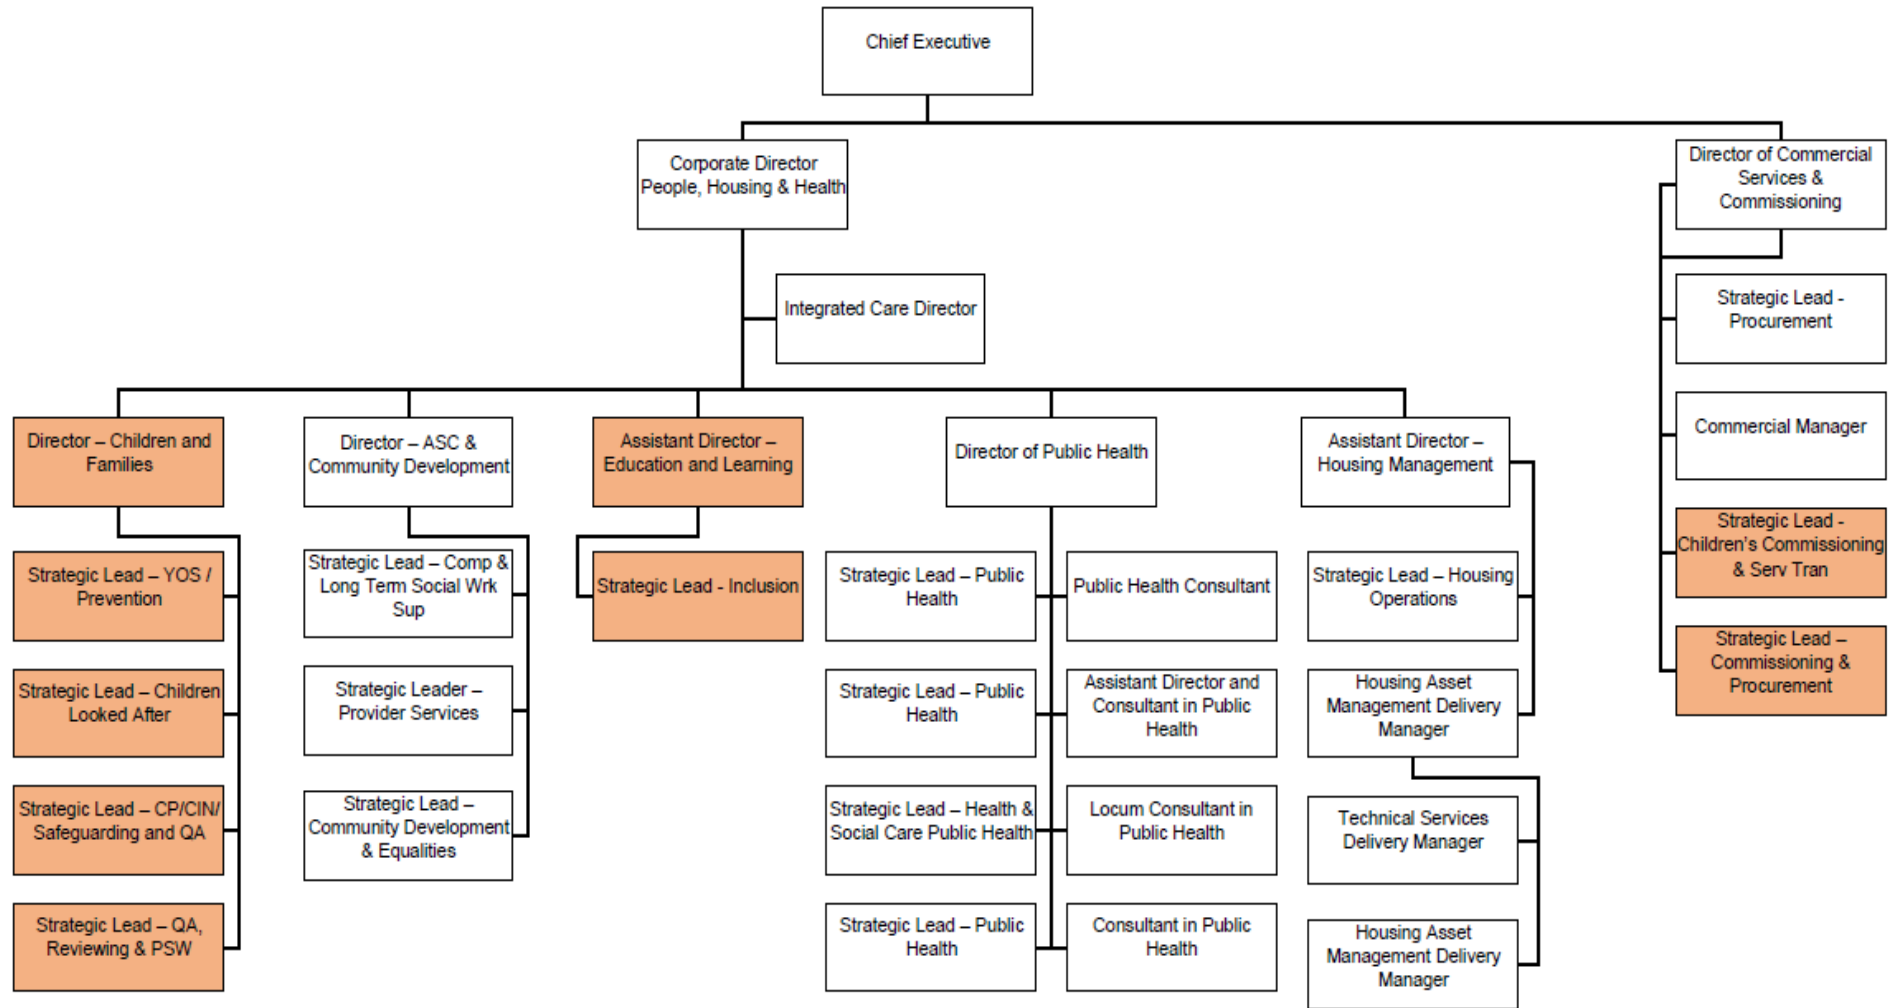 Chief Executive
Corporate Director
People, Housing & Health
Director of Commercial
Services &
Commissioning
Integrated Care Director
Strategic Lead -
Procurement
Commercial Manager
Strategic Lead -
Children's Commissioning
& Serv Tran
Strategic Lead –
Commissioning &
Procurement
Director – Children and
Families
Strategic Lead – YOS /
Prevention
Strategic Lead – Children
Looked After
Strategic Lead – CP/CIN/
Safeguarding and QA
Strategic Lead – QA,
Reviewing & PSW
Director – ASC &
Community Development
Strategic Lead – Comp &
Long Term Social Wrk
Sup
Strategic Leader –
Provider Services
Strategic Lead –
Community Development
& Equalities
Assistant Director –
Education and Learning
Strategic Lead - Inclusion
Director of Public Health
Strategic Lead – Public
Health
Public Health Consultant
Strategic Lead – Public
Health
Assistant Director and
Consultant in Public
Health
Strategic Lead – Health &
Social Care Public Health
Locum Consultant in
Public Health
Strategic Lead – Public
Health
Consultant in Public
Health
Assistant Director –
Housing Management
Strategic Lead – Housing
Operations
Housing Asset
Management Delivery
Manager
Technical Services
Delivery Manager
Housing Asset
Management Delivery
Manager